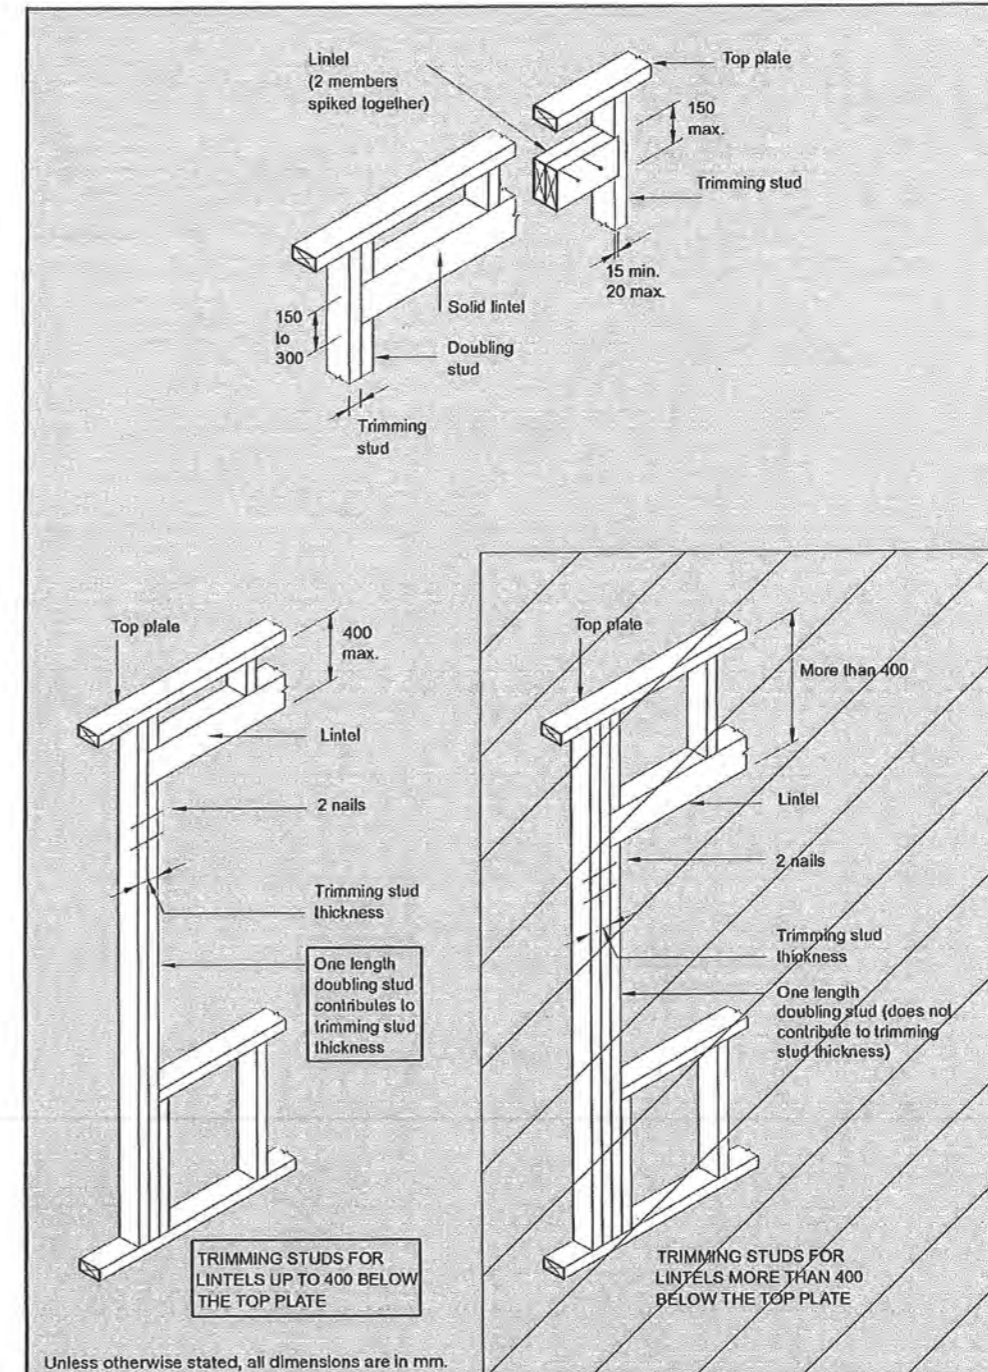 Lintel
(2 members
spiked together)
Top plate
150
max.
Trimming stud
15 min.
20 max.
Solid lintel
150
to
300
Doubling
stud
Trimming
stud
Top plate
400
max.
Lintel
2 nails
Trimming stud
thickness
One length
doubling stud
contributes to
trimming stud
thickness
TRIMMING STUDS FOR
LINTELS UP TO 400 BELOW
THE TOP PLATE
Top plate
More than 400
Lintel
2 nails
Trimming stud
thickness
One length
doubling stud (does not
contribute to trimming
stud thickness)
TRIMMING STUDS FOR
LINTELS MORE THAN 400
BELOW THE TOP PLATE
Unless otherwise stated, all dimensions are in mm.